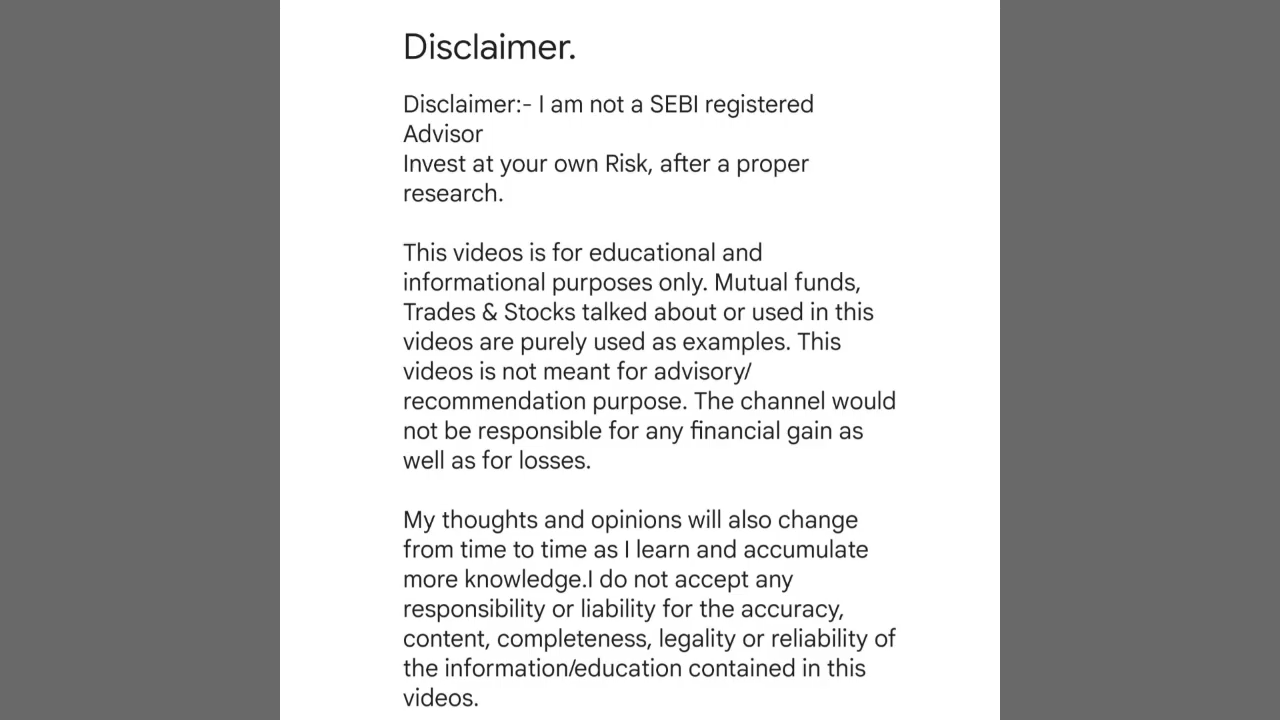 Disclaimer.
Disclaimer:- I am not a SEBI registered
Advisor
Invest at your own Risk, after a proper
research.
This videos is for educational and
informational purposes only. Mutual funds,
Trades & Stocks talked about or used in this
videos are purely used as examples. This
videos is not meant for advisory/
recommendation purpose. The channel would
not be responsible for any financial gain as
well as for losses.
My thoughts and opinions will also change
from time to time as I learn and accumulate
more knowledge.I do not accept any
responsibility or liability for the accuracy,
content, completeness, legality or reliability of
the information/education contained in this
videos.